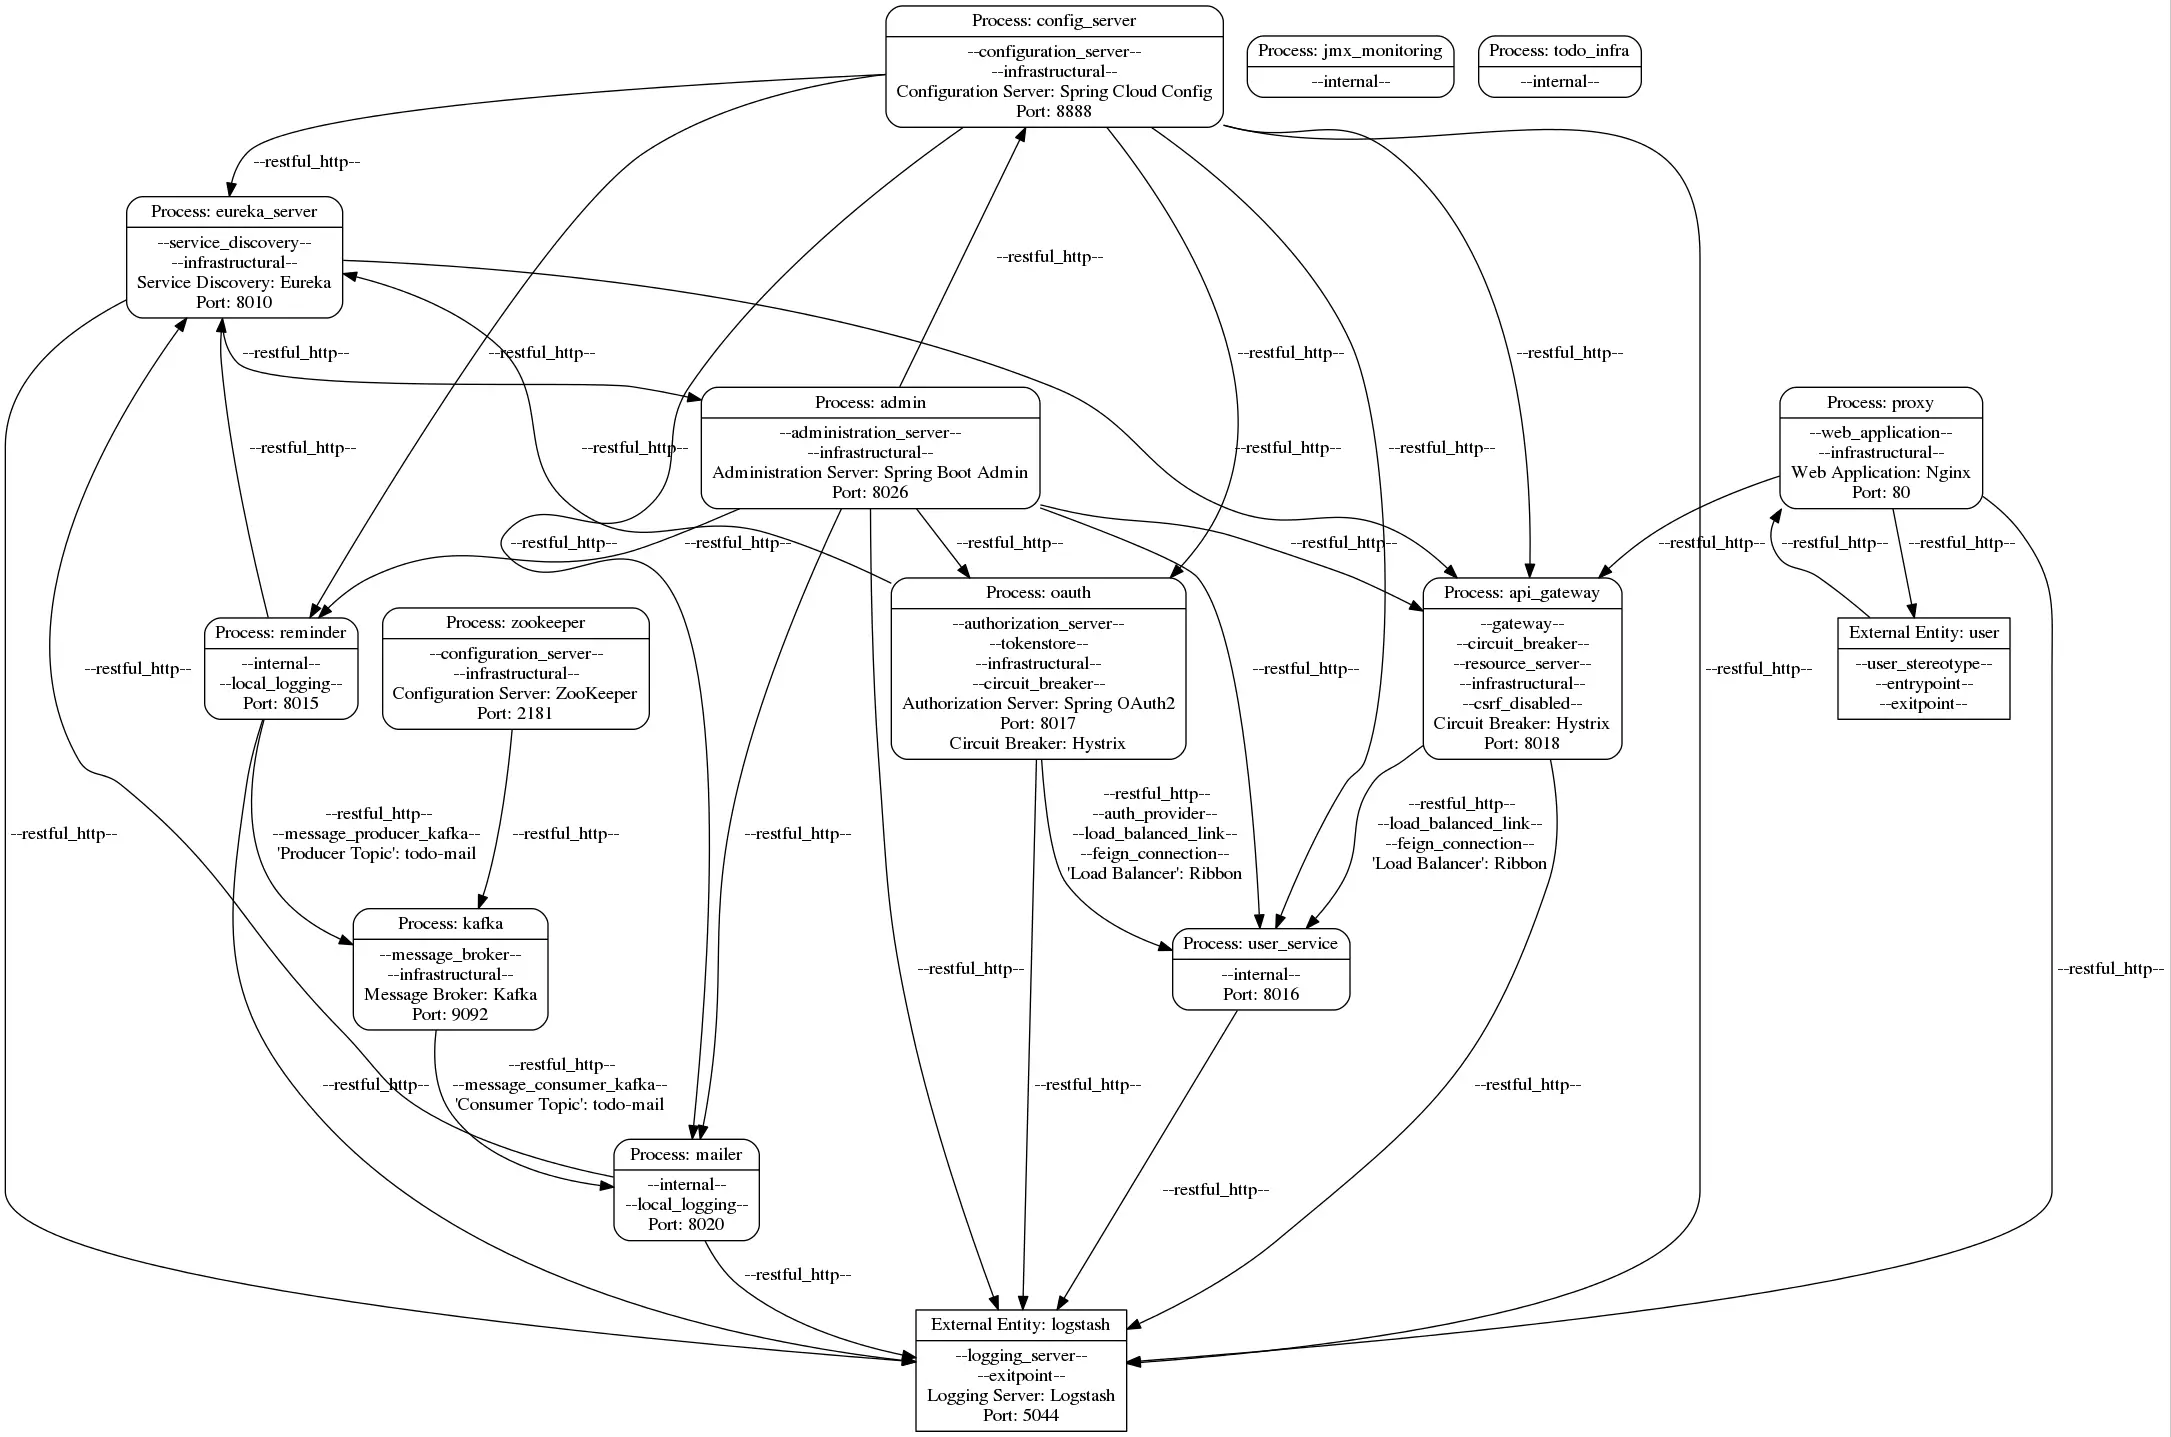 Process: config_server
--configuration_server--
--infrastructural--
Configuration Server: Spring Cloud Config
Port: 8888
Process: jmx_monitoring
--internal--
Process: todo_infra
--internal--
--restful_http--
Process: eureka_server
--service_discovery--
--infrastructural--
Service Discovery: Eureka
Port: 8010
--restful_http--
--restful_http--
--restful_http--
--restful_http--
--restful_http--
Process: admin
--administration_server--
--infrastructural--
Administration Server: Spring Boot Admin
Port: 8026
Process: proxy
--web_application--
--infrastructural--
Web Application: Nginx
Port: 80
--restful_http--
--restful_http--
--restful_http--
--restful_http--
--restful_http--
--restful_http--
--restful_http--
--restful_http--
--restful_http--
--restful_http--
--restful_http--
Process: reminder
--internal--
--local_logging--
Port: 8015
Process: zookeeper
--configuration_server--
--infrastructural--
Configuration Server: ZooKeeper
Port: 2181
Process: oauth
--authorization_server--
--tokenstore--
--infrastructural--
--circuit_breaker--
Authorization Server: Spring OAuth2
Port: 8017
Circuit Breaker: Hystrix
Process: api_gateway
--gateway--
--circuit_breaker--
--resource_server--
--infrastructural--
--csrf_disabled--
Circuit Breaker: Hystrix
Port: 8018
External Entity: user
--user_stereotype--
--entrypoint--
--exitpoint--
--restful_http--
--restful_http--
--restful_http--
--restful_http--
--restful_http--
--message_producer_kafka--
'Producer Topic': todo-mail
--restful_http--
--restful_http--
--restful_http--
--auth_provider--
--load_balanced_link--
--feign_connection--
'Load Balancer': Ribbon
--restful_http--
--load_balanced_link--
--feign_connection--
'Load Balancer': Ribbon
Process: kafka
--message_broker--
--infrastructural--
Message Broker: Kafka
Port: 9092
--restful_http--
Process: user_service
--internal--
Port: 8016
--restful_http--
--restful_http--
--restful_http--
--message_consumer_kafka--
'Consumer Topic': todo-mail
--restful_http--
--restful_http--
Process: mailer
--internal--
--local_logging--
Port: 8020
--restful_http--
--restful_http--
External Entity: logstash
--logging_server--
--exitpoint--
Logging Server: Logstash
Port: 5044